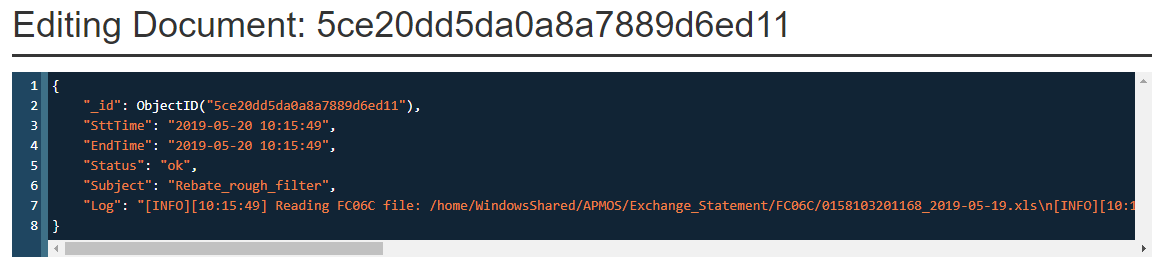 Editing Document: 5ce20dd5da0a8a7889d6ed11
1 {
2 "_id": ObjectID("5ce20dd5da0a8a7889d6ed11"),
3 "SttTime": "2019-05-20 10:15:49",
4 "EndTime": "2019-05-20 10:15:49",
5 "Status": "ok",
6 "Subject": "Rebate_rough_filter",
7 "Log": "[INFO][10:15:49] Reading FC06C file: /home/WindowsShared/APMOS/Exchange_Statement/FC06C/0158103201168_2019-05-19.xls\n[INFO][10:1
8 }